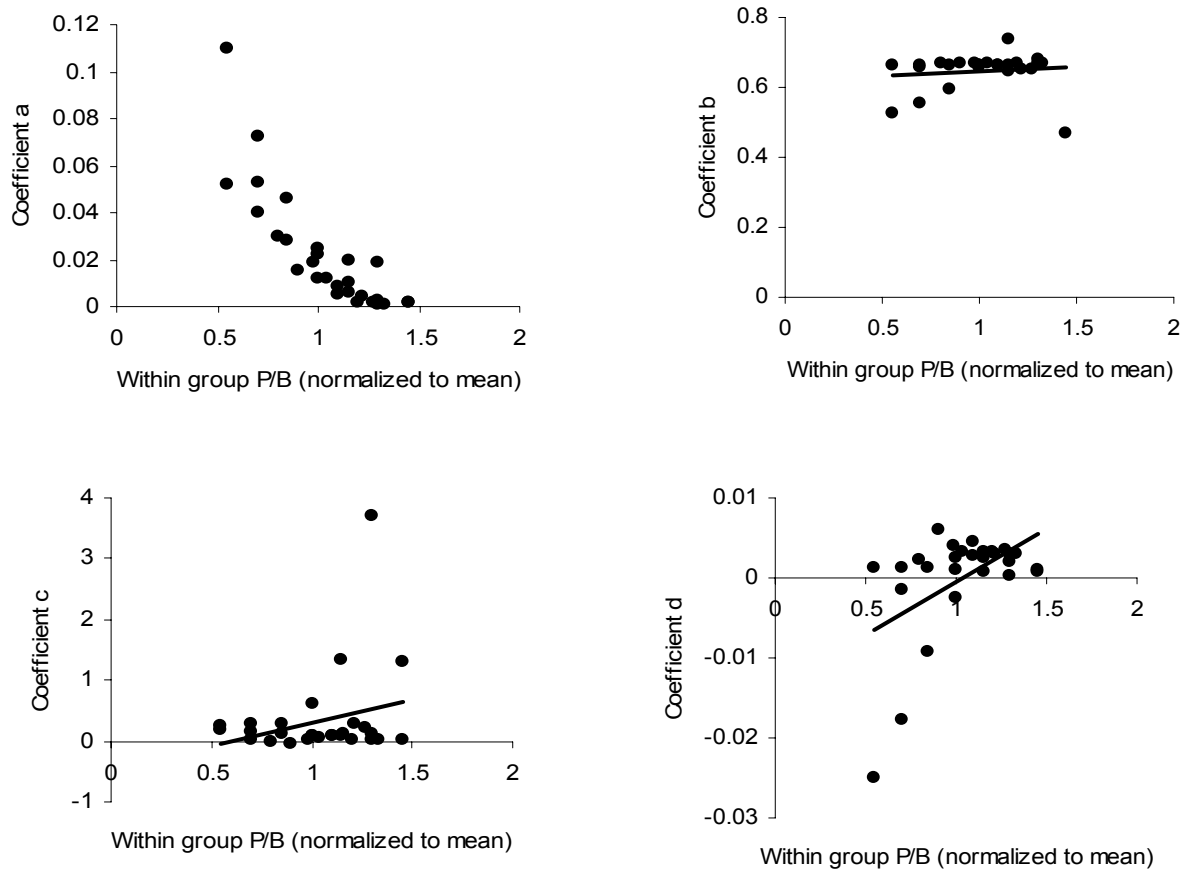 0.12
0.1
0.08
0.06
0.04
0.02
0
0 0.5 1 1.5 2
Coefficient a
Within group P/B (normalized to mean)
0.8
0.6
0.4
0.2
0
0 0.5 1 1.5 2
Coefficient b
Within group P/B (normalized to mean)
4
3
2
1
0
-1
0 0.5 1 1.5 2
Coefficient c
Within group P/B (normalized to mean)
0.01
0
-0.01
-0.02
-0.03
0 0.5 1 1.5 2
Coefficient d
Within group P/B (normalized to mean)